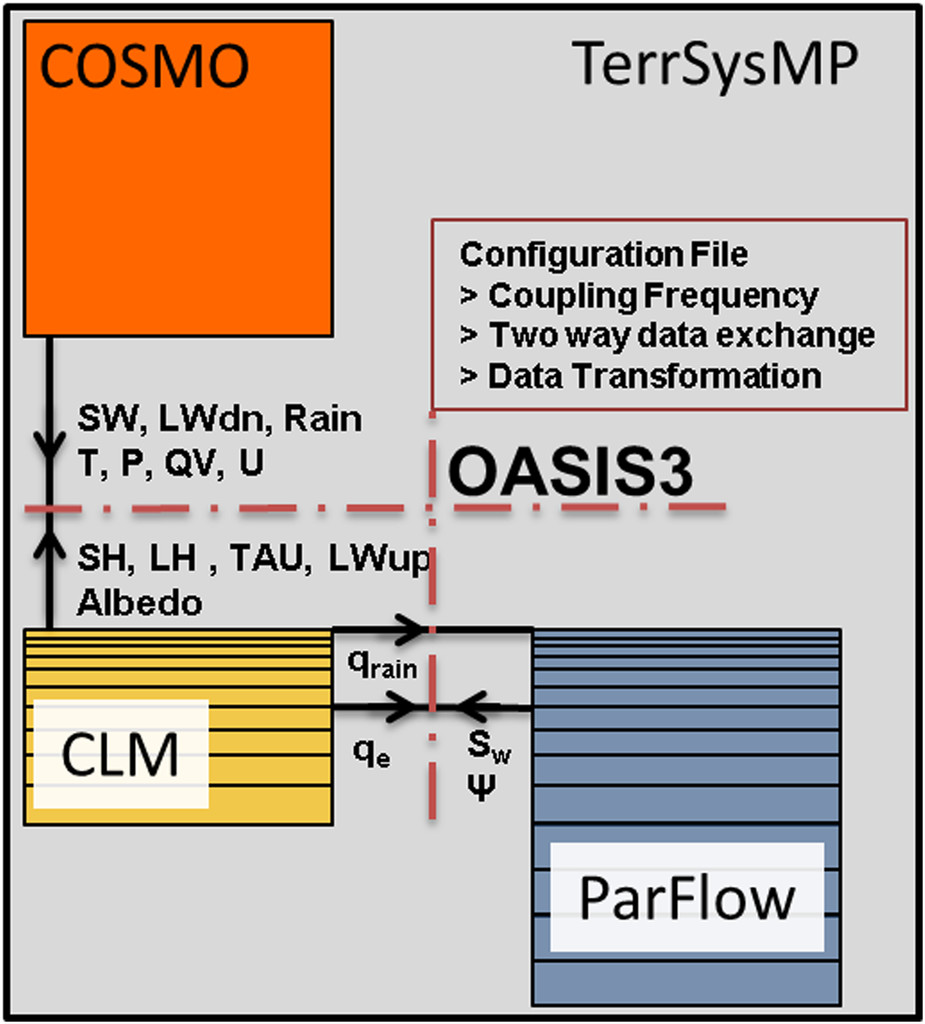 COSMO
TerrSysMP
Configuration File
> Coupling Frequency
> Two way data exchange
> Data Transformation
SW, LWdn, Rain
T, P, QV, U
OASIS3
SH, LH , TAU, LWup
Albedo
qrain
qe
Sw
Ψ
CLM
ParFlow